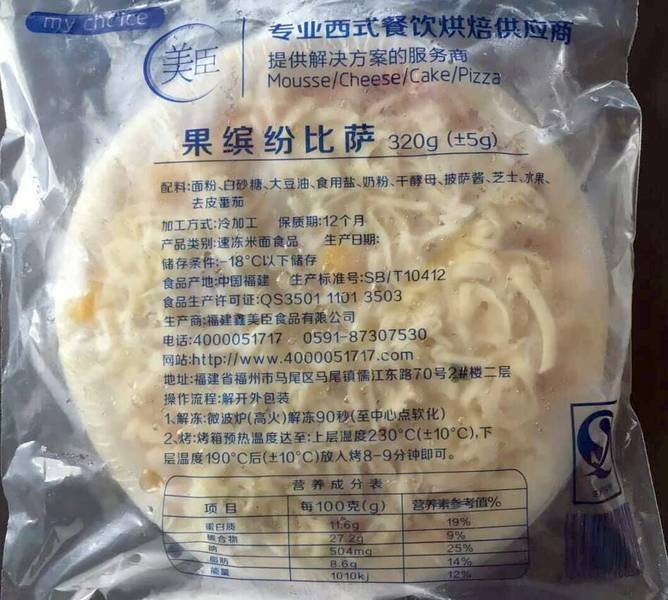 my choice
美臣
专业西式餐饮烘焙供应商
提供解决方案的服务商
Mousse/Cheese/Cake/Pizza
果缤纷比萨 320g (±5g)
配料:面粉、白砂糖、大豆油、食用盐、奶粉、干酵母、披萨酱、芝士、水果、
去皮番茄
加工方式:冷加工 保质期:12个月
产品类别:速冻米面食品 生产日期:
储存条件:-18°C以下储存
食品产地:中国福建 生产标准号:SB/T10412
食品生产许可证:QS3501 1101 3503
生产商:福建鑫美臣食品有限公司
电话:4000051717 0591-87307530
网站:http://www.4000051717.com
地址:福建省福州市马尾区马尾镇儒江东路70号2#楼二层
操作流程:解开外包装
1.解冻:微波炉(高火)解冻90秒(至中心点软化)
2.烤:烤箱预热温度达至:上层温度230°C(±10°C),下
层温度190°C后(±10°C)放入烤8-9分钟即可。
营养成分表
项目 每100克(g) 营养素参考值%
蛋白质 11.6g 19%
碳合物 27.2g 9%
钠 504mg 25%
脂肪 8.6g 14%
能量 1010kj 12%